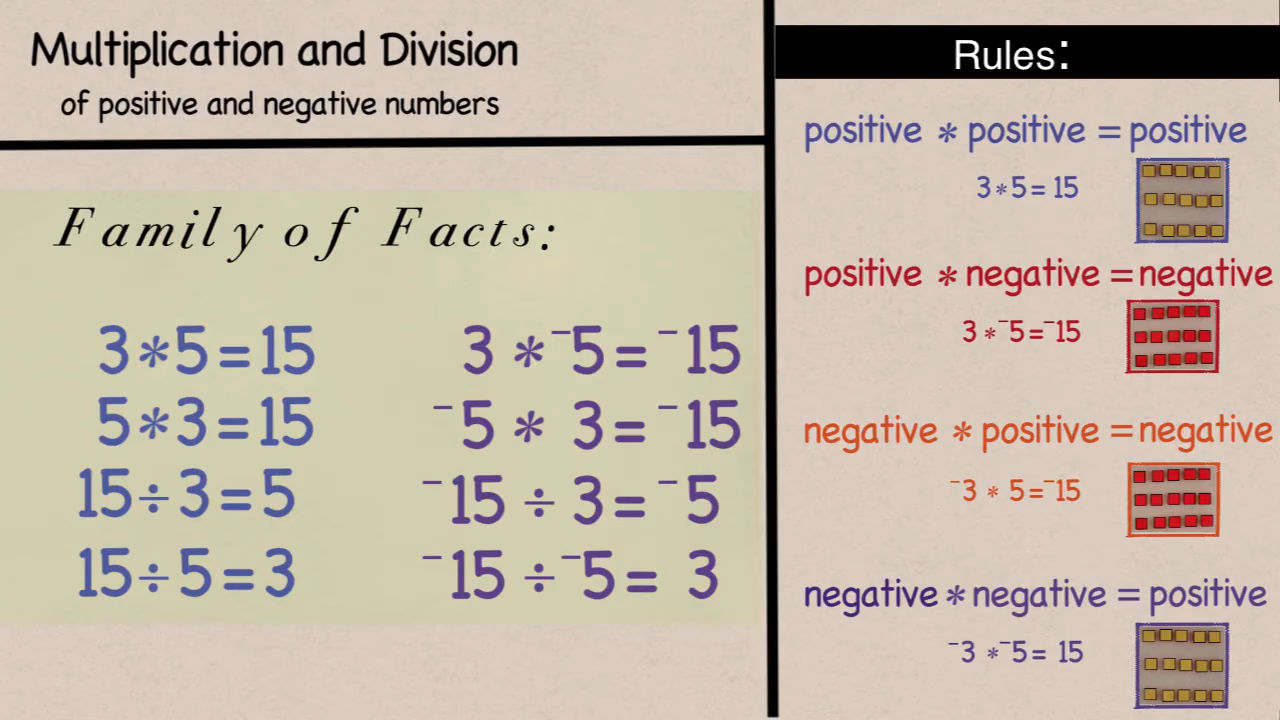 Multiplication and Division
of positive and negative numbers
Family of Facts:
3*5=15
5*3=15
15÷3=5
15÷5=3
3 *⁻5=⁻15
⁻5 * 3=⁻15
⁻15 ÷ 3=⁻5
⁻15 ÷⁻5= 3
Rules:
positive * positive = positive
3*5=15
positive * negative = negative
3*⁻5=⁻15
negative * positive = negative
⁻3 * 5=⁻15
negative * negative = positive
⁻3 *⁻5= 15